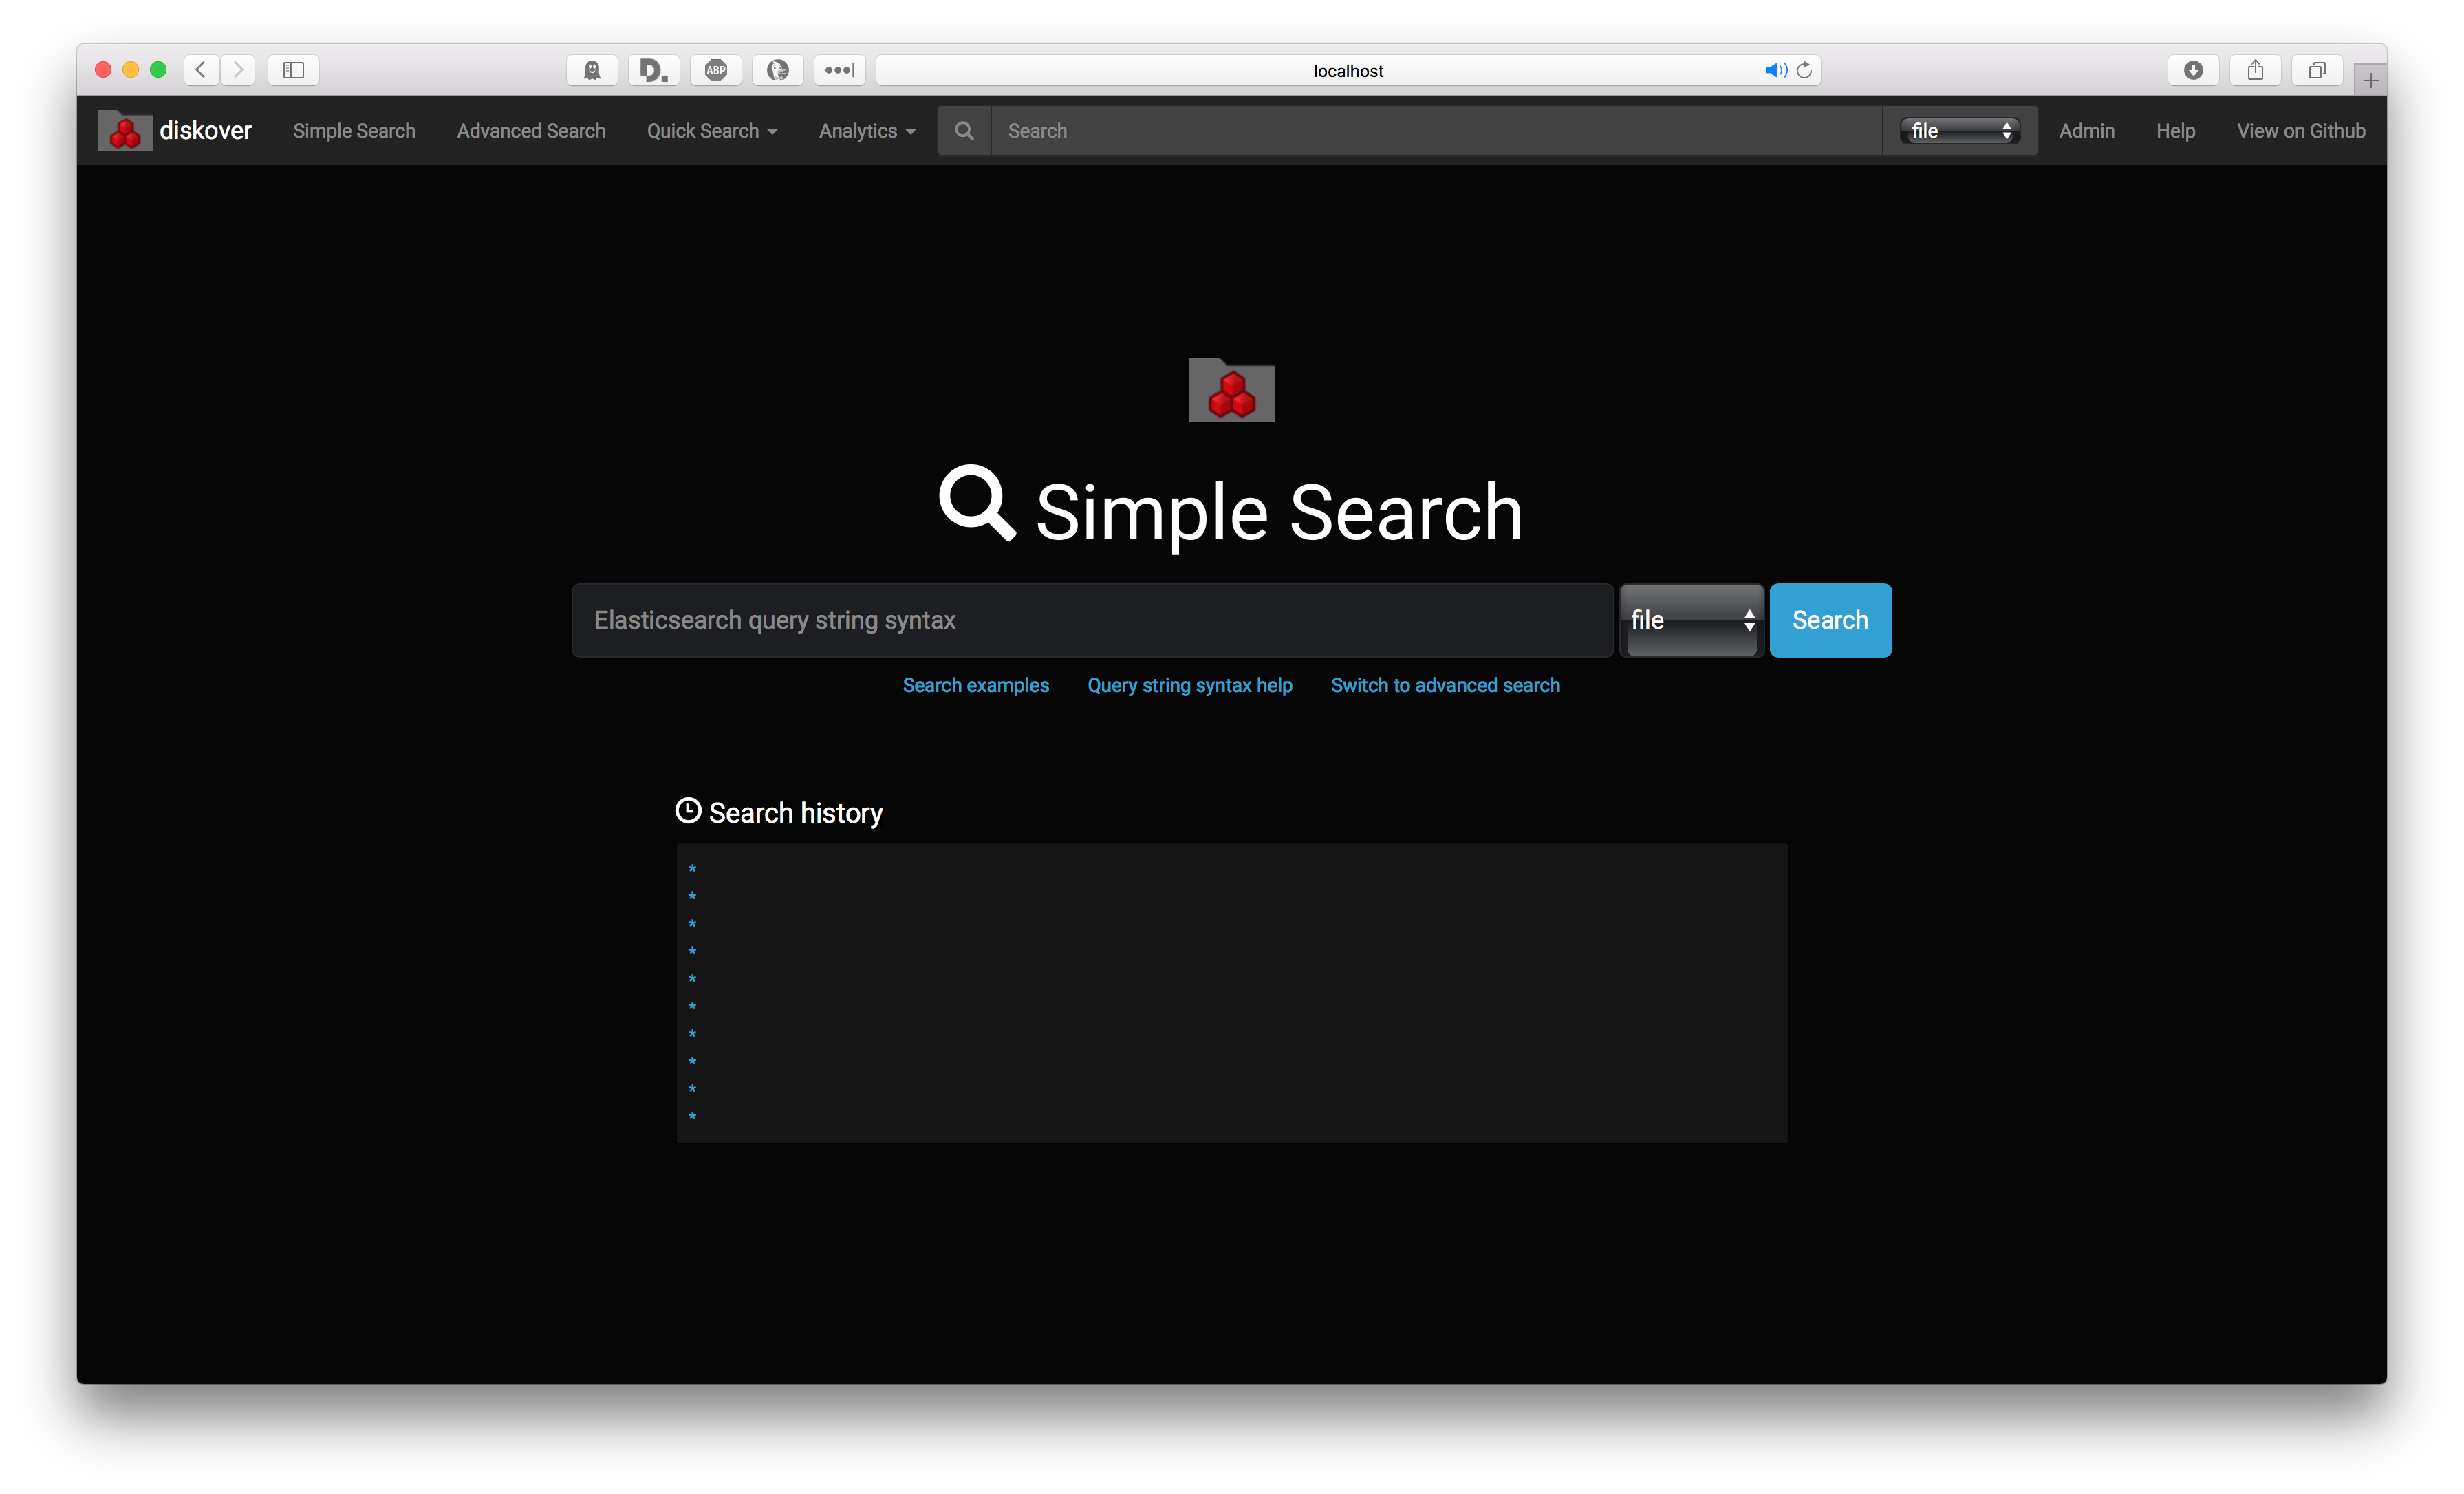 D. ABP localhost
diskover Simple Search Advanced Search Quick Search Analytics Search file Admin Help View on Github
Simple Search
Elasticsearch query string syntax file Search
Search examples Query string syntax help Switch to advanced search
Search history
*
*
*
*
*
*
*
*
*
*